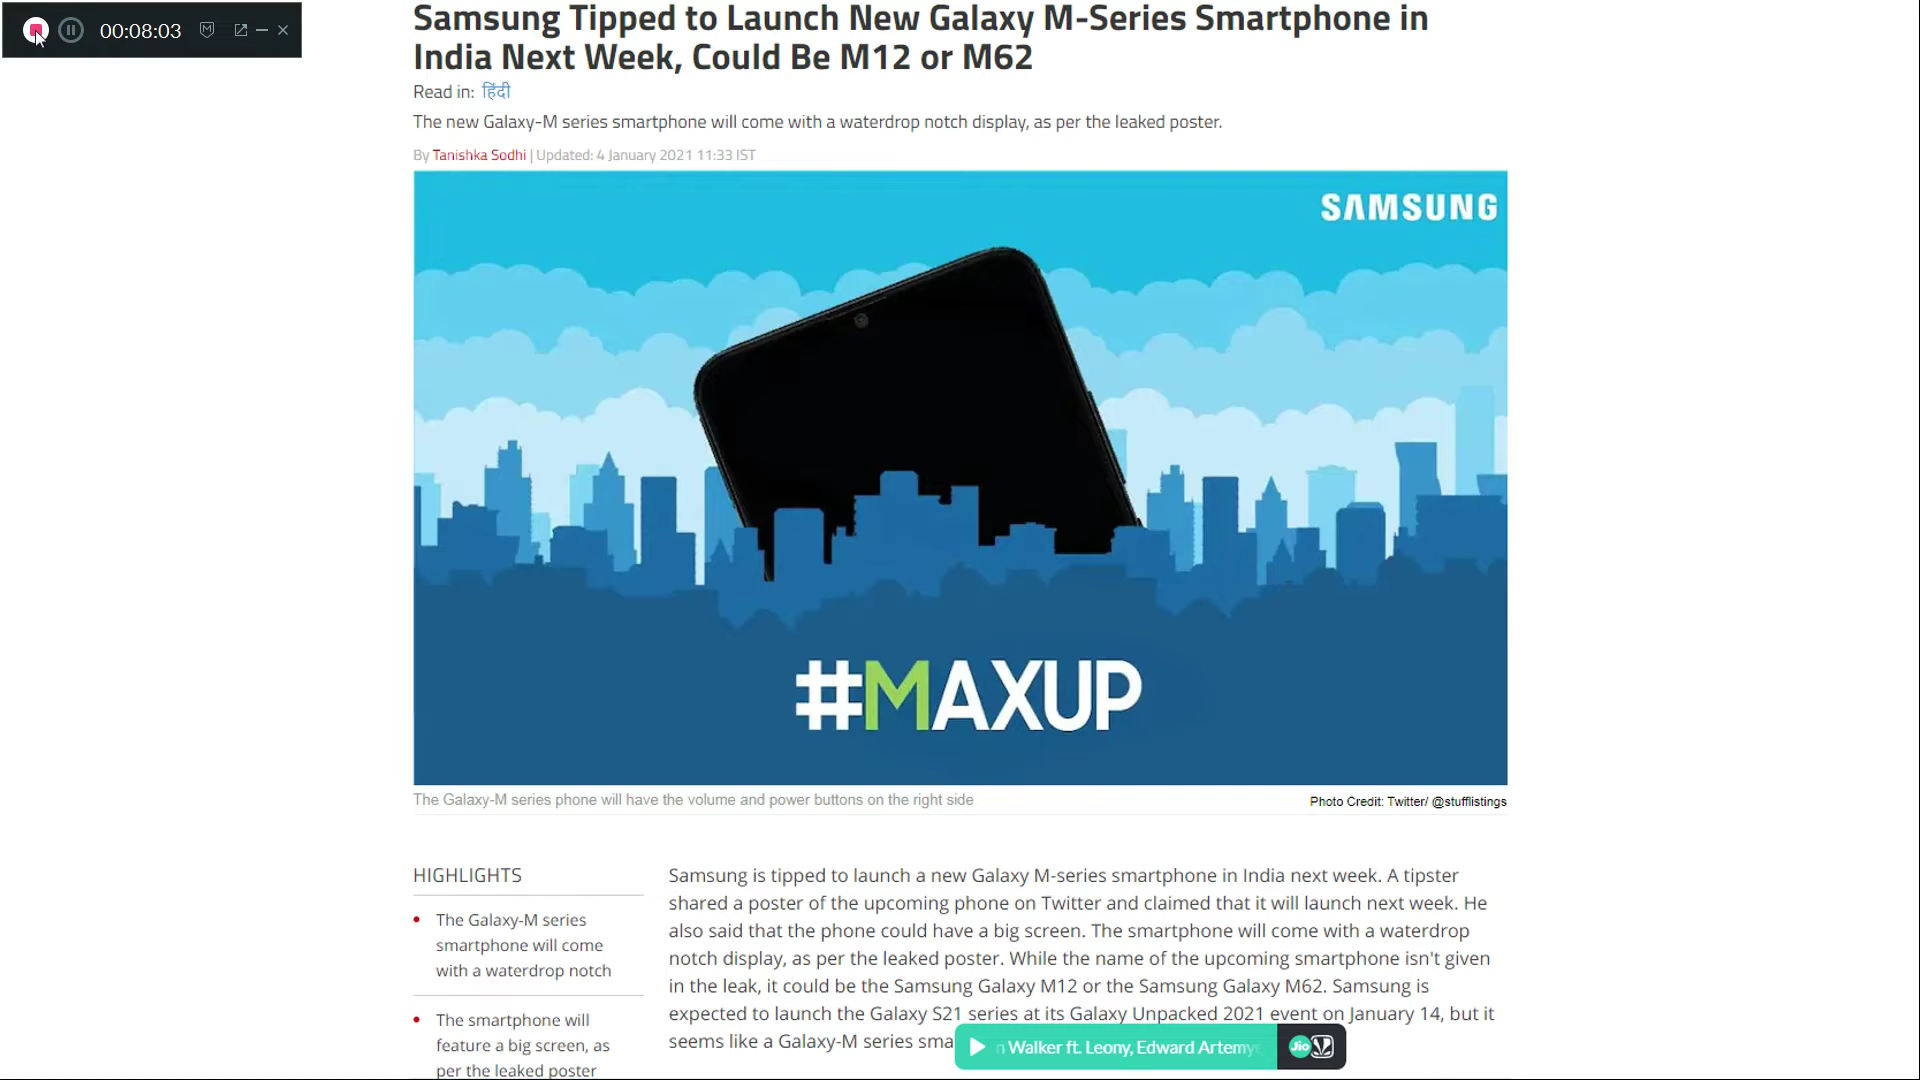 00:08:03
Samsung Tipped to Launch New Galaxy M-Series Smartphone in
India Next Week, Could Be M12 or M62
Read in: हिंदी
The new Galaxy-M series smartphone will come with a waterdrop notch display, as per the leaked poster.
By Tanishka Sodhi | Updated: 4 January 2021 11:33 IST
SAMSUNG
#MAXUP
The Galaxy-M series phone will have the volume and power buttons on the right side
Photo Credit: Twitter/ @stufflistings
HIGHLIGHTS
The Galaxy-M series
smartphone will come
with a waterdrop notch
The smartphone will
feature a big screen, as
per the leaked poster
Samsung is tipped to launch a new Galaxy M-series smartphone in India next week. A tipster
shared a poster of the upcoming phone on Twitter and claimed that it will launch next week. He
also said that the phone could have a big screen. The smartphone will come with a waterdrop
notch display, as per the leaked poster. While the name of the upcoming smartphone isn't given
in the leak, it could be the Samsung Galaxy M12 or the Samsung Galaxy M62. Samsung is
expected to launch the Galaxy S21 series at its Galaxy Unpacked 2021 event on January 14, but it
seems like a Galaxy-M series
Walker ft. Leony, Edward
Jio